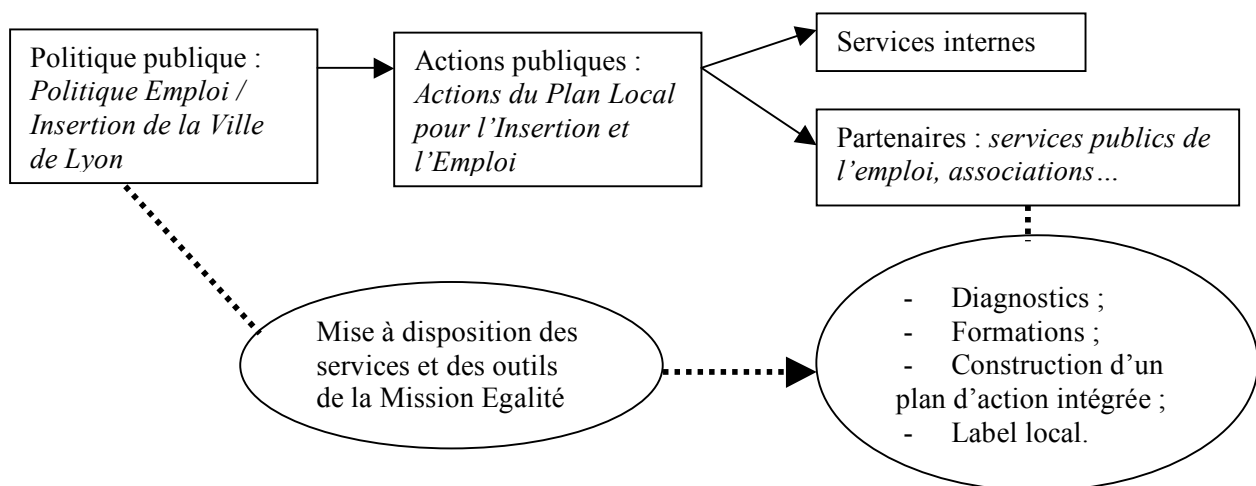 Politique publique :
Politique Emploi /
Insertion de la Ville
de Lyon
Actions publiques :
Actions du Plan Local
pour l’Insertion et
l’Emploi
Services internes
Partenaires : services publics de
l’emploi, associations…
Mise à disposition des
services et des outils
de la Mission Egalité
- Diagnostics ;
- Formations ;
- Construction d’un
plan d’action intégrée ;
- Label local.